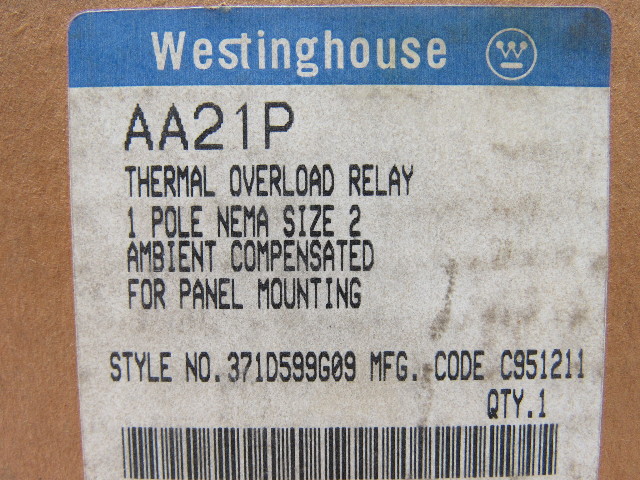 Westinghouse W
AA21P
THERMAL OVERLOAD RELAY
1 POLE NEMA SIZE 2
AMBIENT COMPENSATED
FOR PANEL MOUNTING
STYLE NO. 371D599G09 MFG. CODE C951211
QTY.1